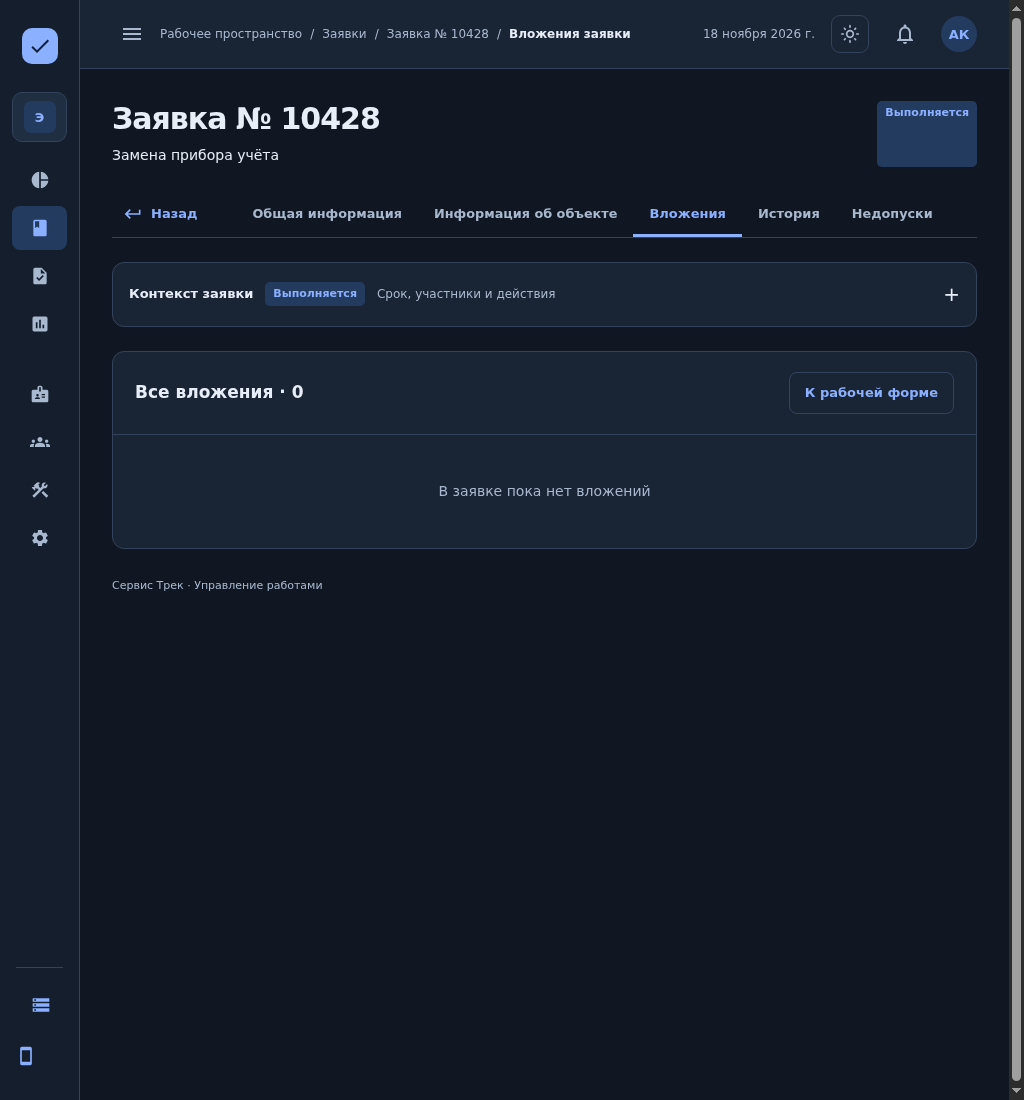 Рабочее пространство / Заявки / Заявка № 10428 / Вложения заявки
18 ноября 2026 г.
АК
Э
Заявка № 10428
Выполняется
Замена прибора учёта
Назад
Общая информация
Информация об объекте
Вложения
История
Недопуски
Контекст заявки
Выполняется
Срок, участники и действия
Все вложения · 0
К рабочей форме
В заявке пока нет вложений
Сервис Трек · Управление работами